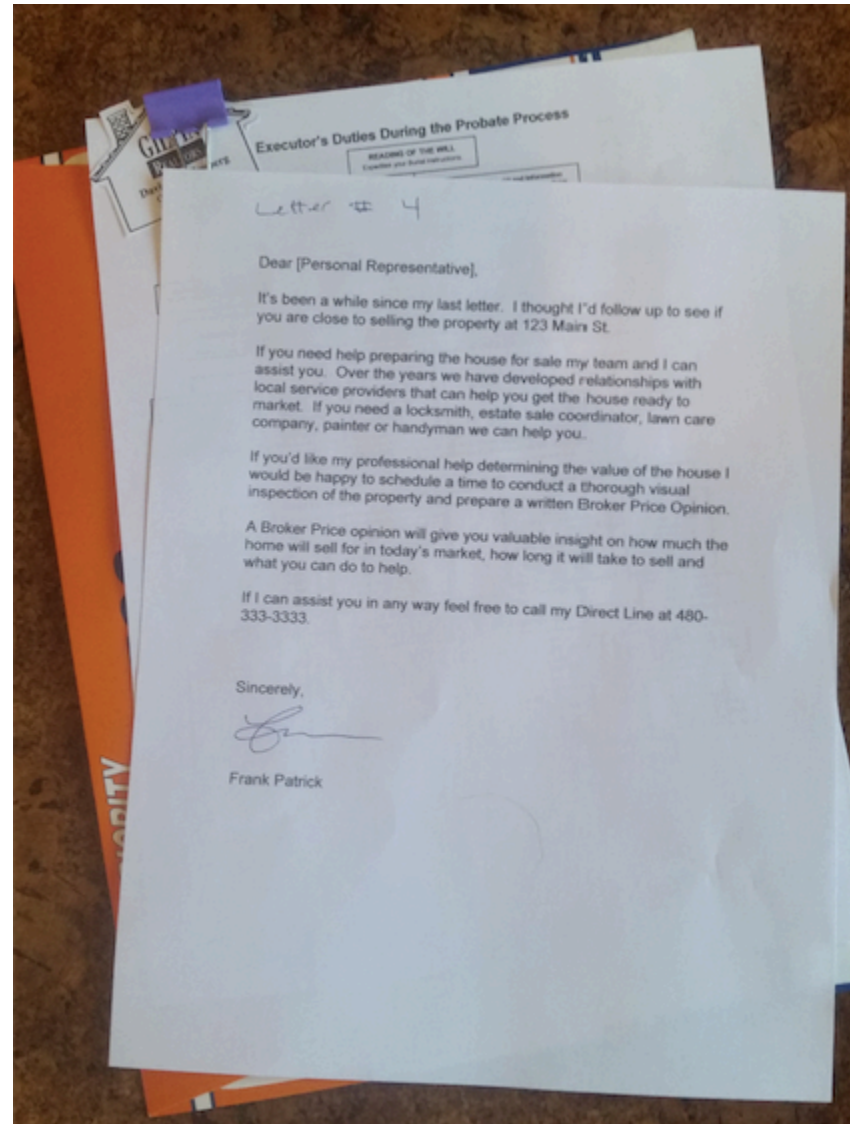 Executor's Duties During the Probate Process
READING OF THE WILL
Letter # 4
Dear [Personal Representative],
It's been a while since my last letter. I thought I"d follow up to see if
you are close to selling the property at 123 Main St.
If you need help preparing the house for sale my team and I can
assist you. Over the years we have developed relationships with
local service providers that can help you get the house ready to
market. If you need a locksmith, estate sale coordinator, lawn care
company, painter or handyman we can help you.
If you'd like my professional help determining the value of the house I
would be happy to schedule a time to conduct a thorough visual
inspection of the property and prepare a written Broker Price Opinion.
A Broker Price opinion will give you valuable insight on how much the
home will sell for in today's market, how long it will take to sell and
what you can do to help.
If I can assist you in any way feel free to call my Direct Line at 480-
333-3333.
Sincerely,
Frank Patrick